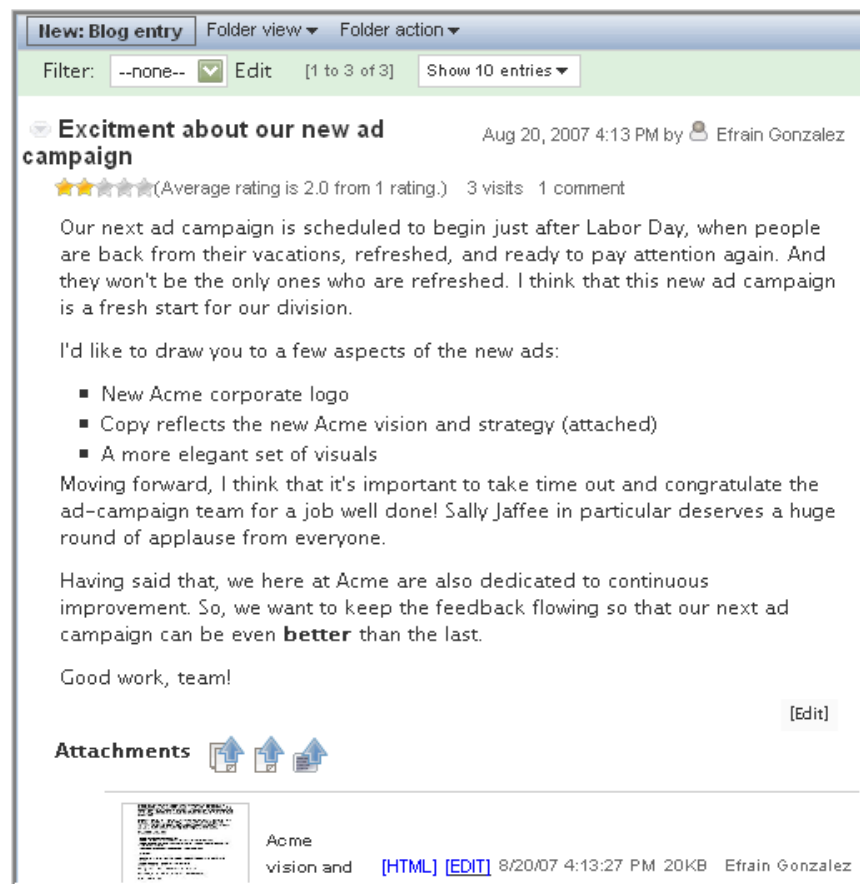 New: Blog entry Folder view Folder action
Filter: --none-- Edit [1 to 3 of 3] Show 10 entries
Excitment about our new ad
campaign
Aug 20, 2007 4:13 PM by Efrain Gonzalez
(Average rating is 2.0 from 1 rating.) 3 visits 1 comment
Our next ad campaign is scheduled to begin just after Labor Day, when people
are back from their vacations, refreshed, and ready to pay attention again. And
they won't be the only ones who are refreshed. I think that this new ad campaign
is a fresh start for our division.
I'd like to draw you to a few aspects of the new ads:
New Acme corporate logo
Copy reflects the new Acme vision and strategy (attached)
A more elegant set of visuals
Moving forward, I think that it's important to take time out and congratulate the
ad-campaign team for a job well done! Sally Jaffee in particular deserves a huge
round of applause from everyone.
Having said that, we here at Acme are also dedicated to continuous
improvement. So, we want to keep the feedback flowing so that our next ad
campaign can be even better than the last.
Good work, team!
[Edit]
Attachments
Acme
vision and [HTML] [EDIT] 8/20/07 4:13:27 PM 20KB Efrain Gonzalez